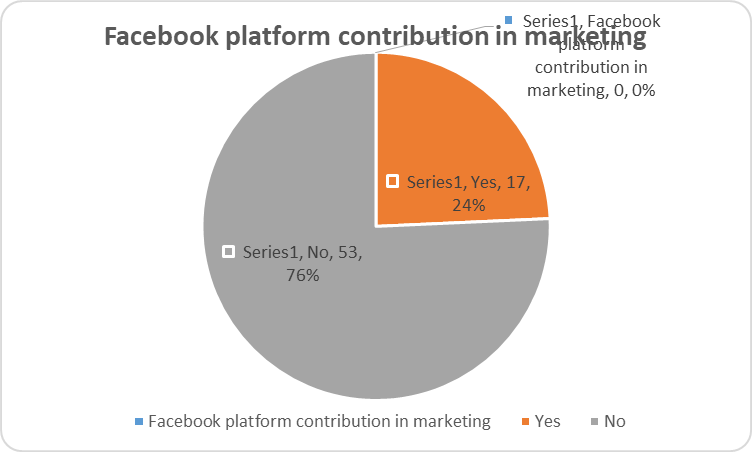 Facebook platform contribution in marketing
Series1, Facebook
platform
contribution in
marketing, 0, 0%
Series1, Yes, 17,
24%
Series1, No, 53,
76%
Facebook platform contribution in marketing
Yes
No